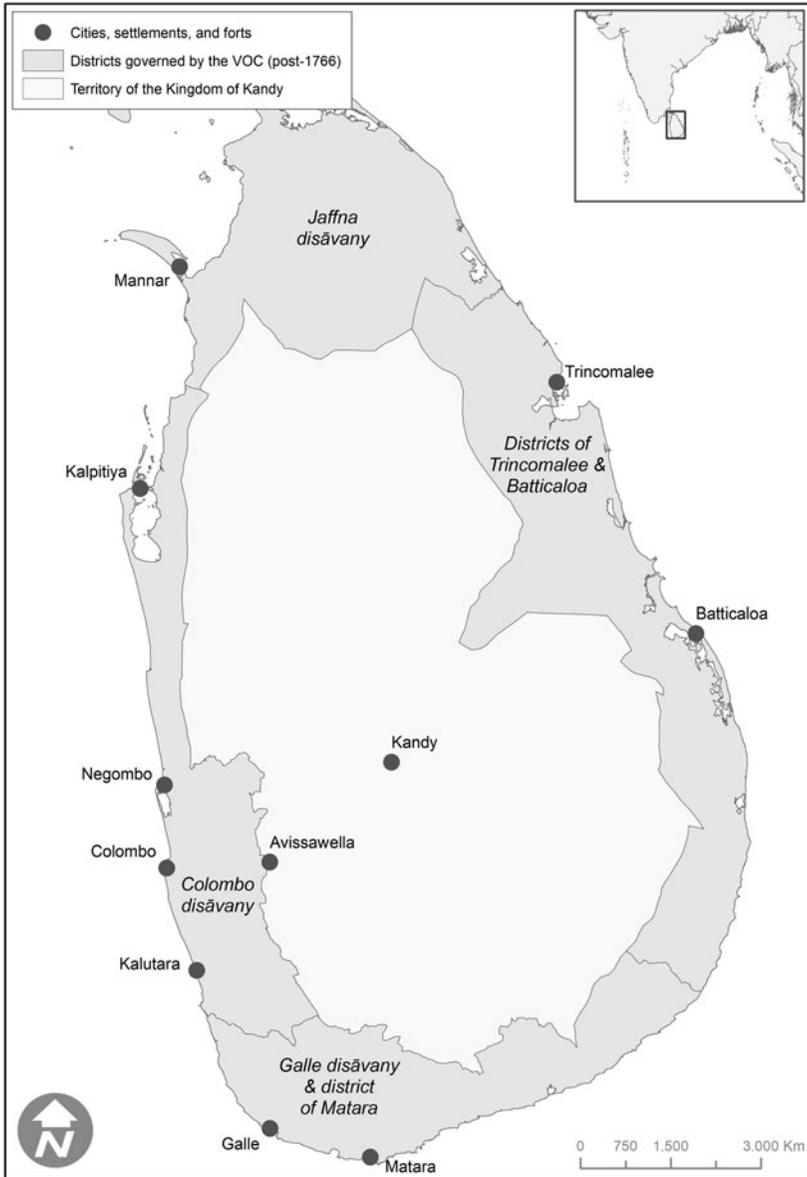 Cities, settlements, and forts
Districts governed by the VOC (post-1766)
Territory of the Kingdom of Kandy
Jaffna
disāvany
Mannar
Trincomalee
Districts of
Trincomalee &
Batticaloa
Kalpitiya
Batticaloa
Kandy
Negombo
Avissawella
Colombo
Colombo
disāvany
Kalutara
Galle disāvany
& district
of Matara
Galle
Matara
N
0 750 1.500 3.000 Km